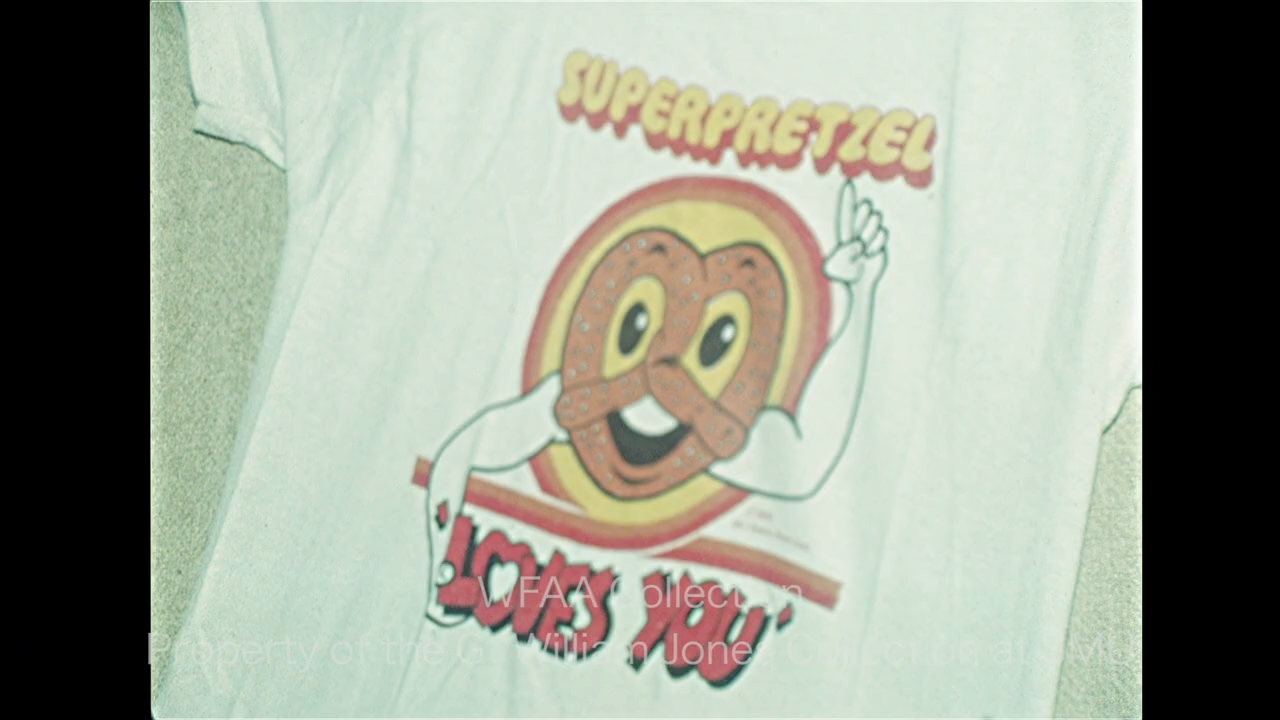 SUPERPRETZEL
'LOVES YOU'
WFAA Collection
Property of the G. William Jones Collection at SMU